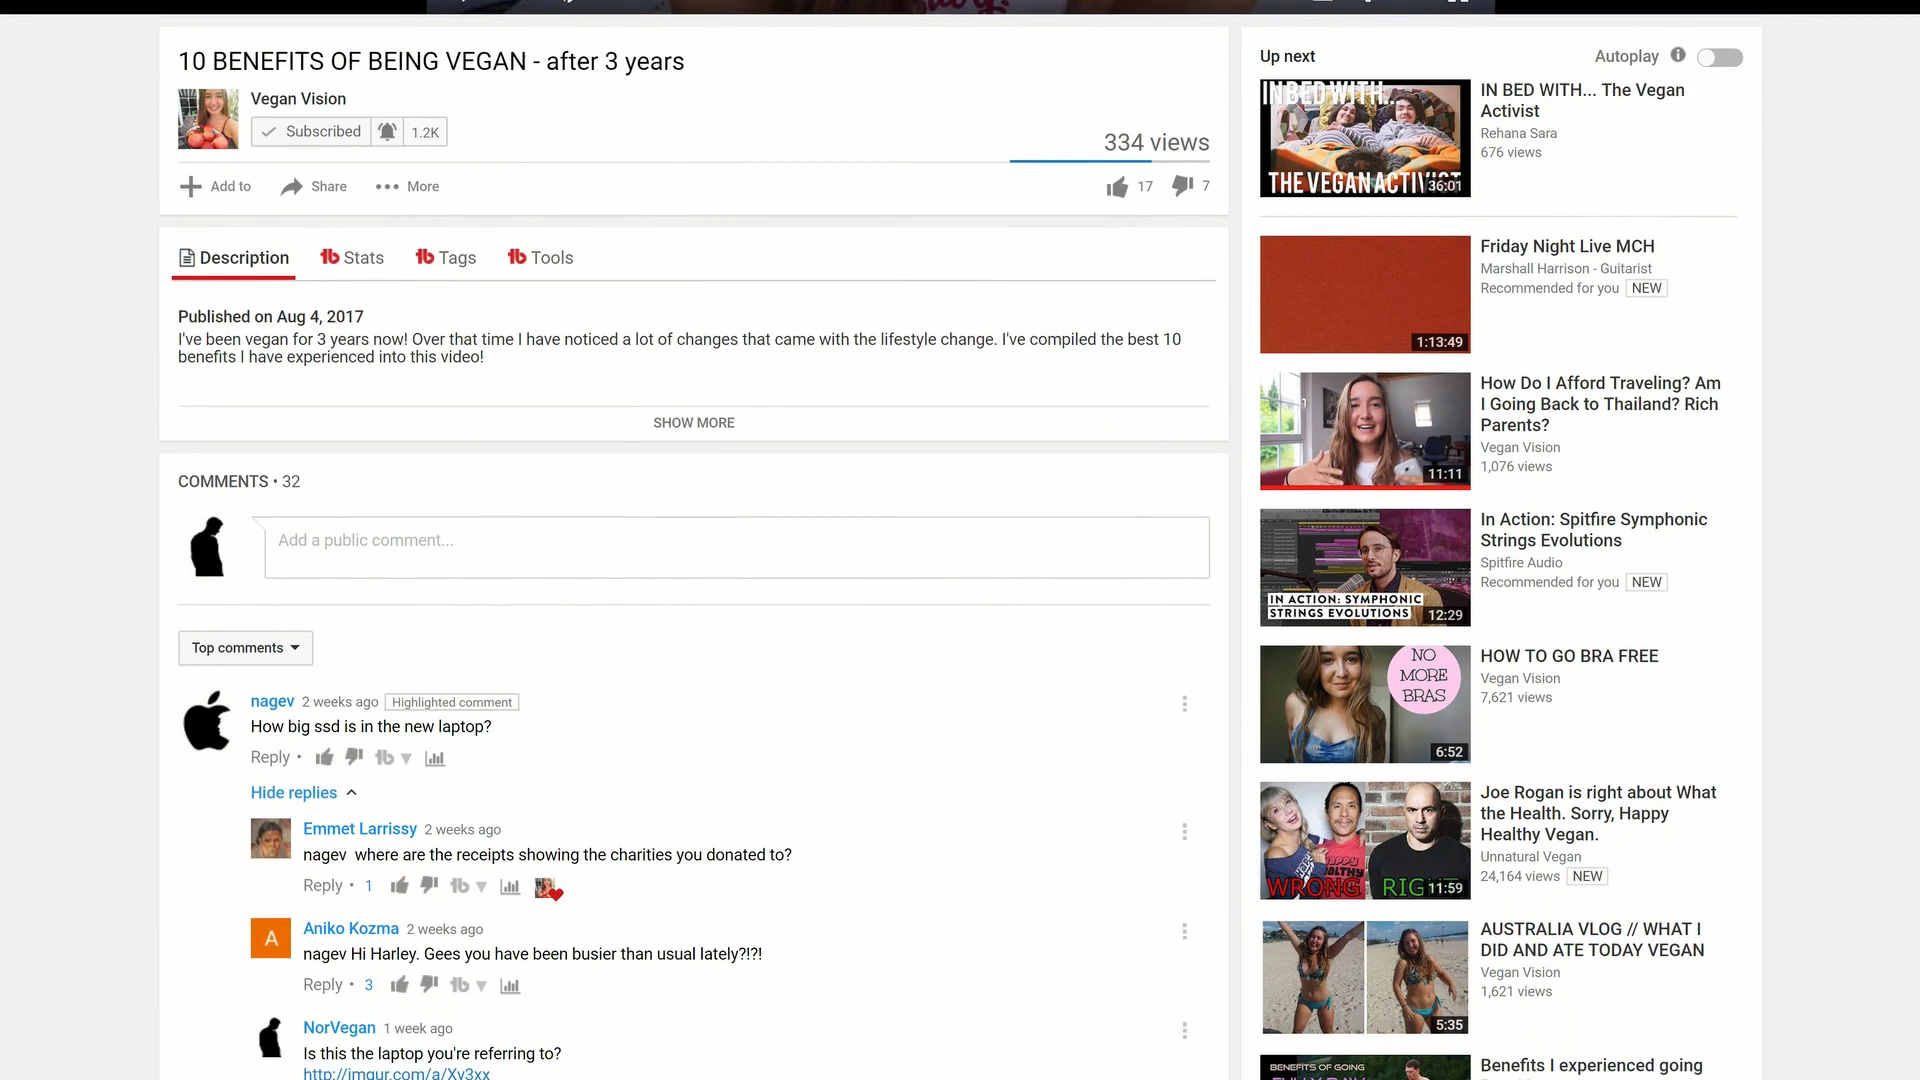 10 BENEFITS OF BEING VEGAN - after 3 years
Vegan Vision
Subscribed 1.2K
334 views
Add to Share More 17 7
Description Stats Tags Tools
Published on Aug 4, 2017
I've been vegan for 3 years now! Over that time I have noticed a lot of changes that came with the lifestyle change. I've compiled the best 10
benefits I have experienced into this video!
SHOW MORE
COMMENTS • 32
Add a public comment...
Top comments
nagev 2 weeks ago Highlighted comment
How big ssd is in the new laptop?
Reply •
Hide replies
Emmet Larrissy 2 weeks ago
nagev where are the receipts showing the charities you donated to?
Reply • 1
A
Aniko Kozma 2 weeks ago
nagev Hi Harley. Gees you have been busier than usual lately?!?!
Reply • 3
NorVegan 1 week ago
Is this the laptop you're referring to?
http://imgur.com/a/Xv3xx
Up next Autoplay
IN BED WITH...
THE VEGAN ACTIVIST
36:01
IN BED WITH... The Vegan
Activist
Rehana Sara
676 views
1:13:49
Friday Night Live MCH
Marshall Harrison - Guitarist
Recommended for you NEW
11:11
How Do I Afford Traveling? Am
I Going Back to Thailand? Rich
Parents?
Vegan Vision
1,076 views
IN ACTION: SYMPHONIC
STRINGS EVOLUTIONS
12:29
In Action: Spitfire Symphonic
Strings Evolutions
Spitfire Audio
Recommended for you NEW
NO
MORE
BRAS
6:52
HOW TO GO BRA FREE
Vegan Vision
7,621 views
WRONG
11:59
Joe Rogan is right about What
the Health. Sorry, Happy
Healthy Vegan.
Unnatural Vegan
24,164 views NEW
5:35
AUSTRALIA VLOG // WHAT I
DID AND ATE TODAY VEGAN
Vegan Vision
1,621 views
BENEFITS OF GOING
Benefits I experienced going